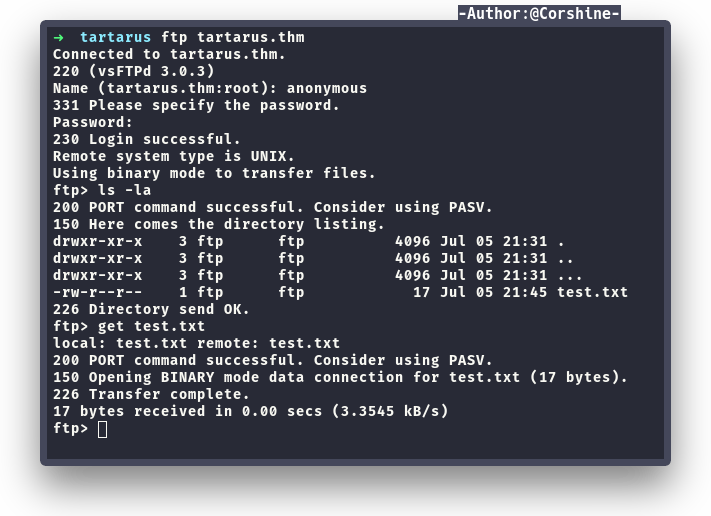 -Author:@Corshine-
➜  tartarus ftp tartarus.thm
Connected to tartarus.thm.
220 (vsFTPd 3.0.3)
Name (tartarus.thm:root): anonymous
331 Please specify the password.
Password:
230 Login successful.
Remote system type is UNIX.
Using binary mode to transfer files.
ftp> ls -la
200 PORT command successful. Consider using PASV.
150 Here comes the directory listing.
drwxr-xr-x    3 ftp      ftp          4096 Jul 05 21:31 .
drwxr-xr-x    3 ftp      ftp          4096 Jul 05 21:31 ..
drwxr-xr-x    3 ftp      ftp          4096 Jul 05 21:31 ...
-rw-r--r--    1 ftp      ftp            17 Jul 05 21:45 test.txt
226 Directory send OK.
ftp> get test.txt
local: test.txt remote: test.txt
200 PORT command successful. Consider using PASV.
150 Opening BINARY mode data connection for test.txt (17 bytes).
226 Transfer complete.
17 bytes received in 0.00 secs (3.3545 kB/s)
ftp>